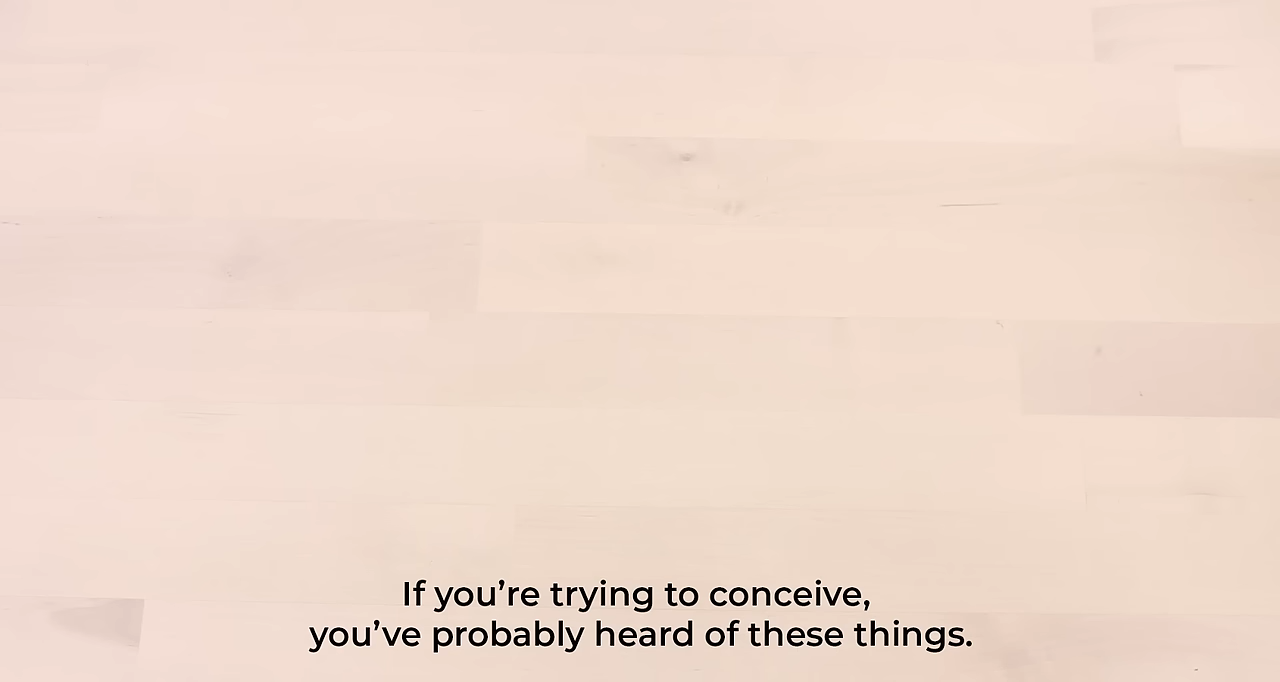 If you’re trying to conceive,
you’ve probably heard of these things.